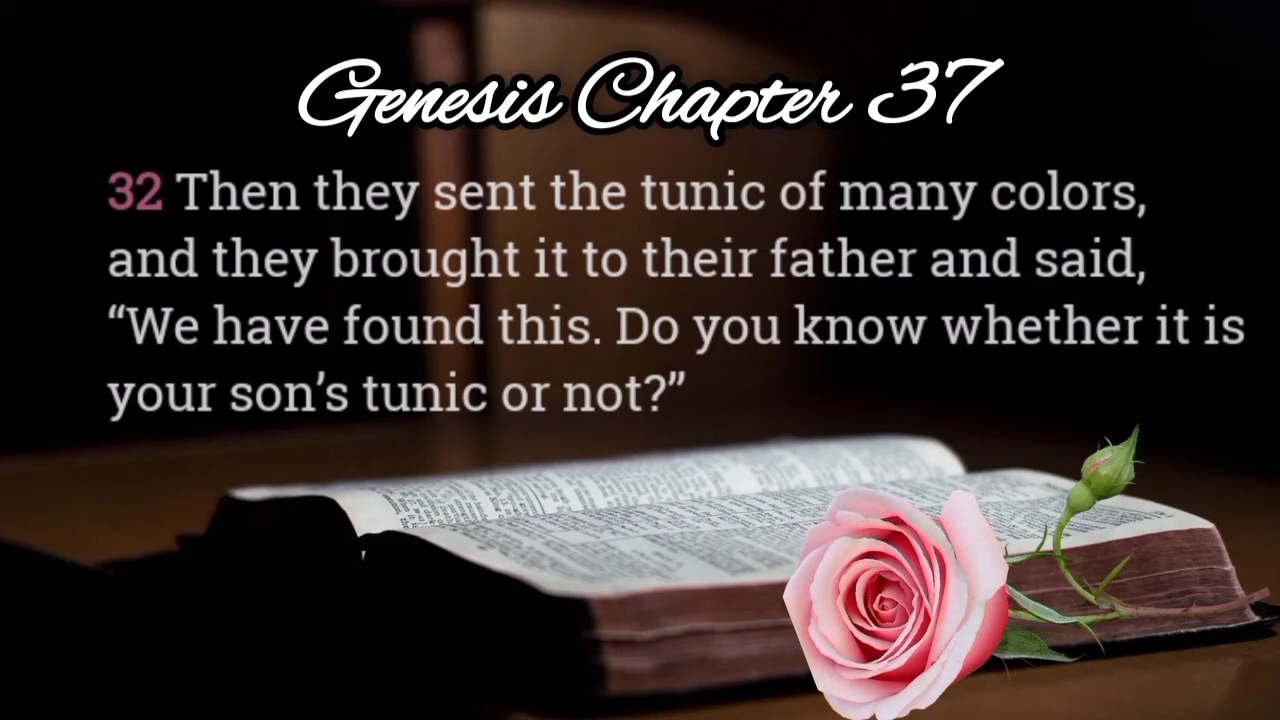 Genesis Chapter 37
32 Then they sent the tunic of many colors,
and they brought it to their father and said,
“We have found this. Do you know whether it is
your son’s tunic or not?”